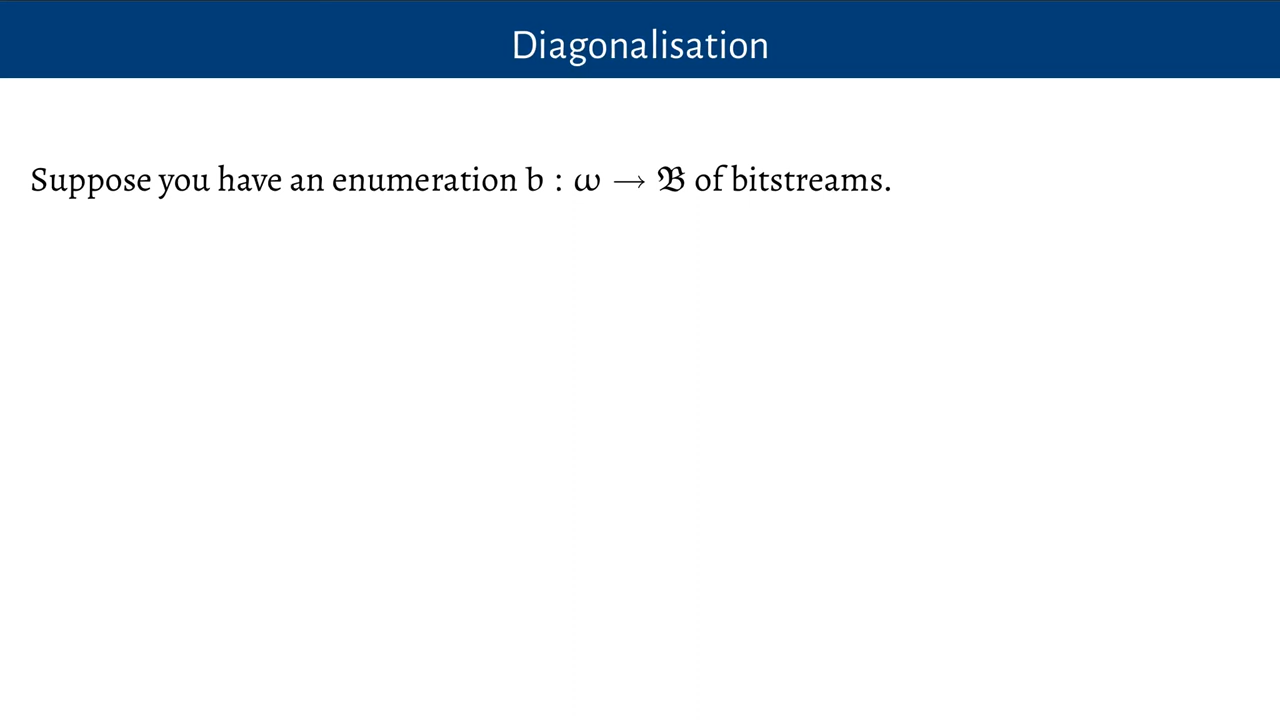 Diagonalisation
Suppose you have an enumeration b : ω → 𝔅 of bitstreams.